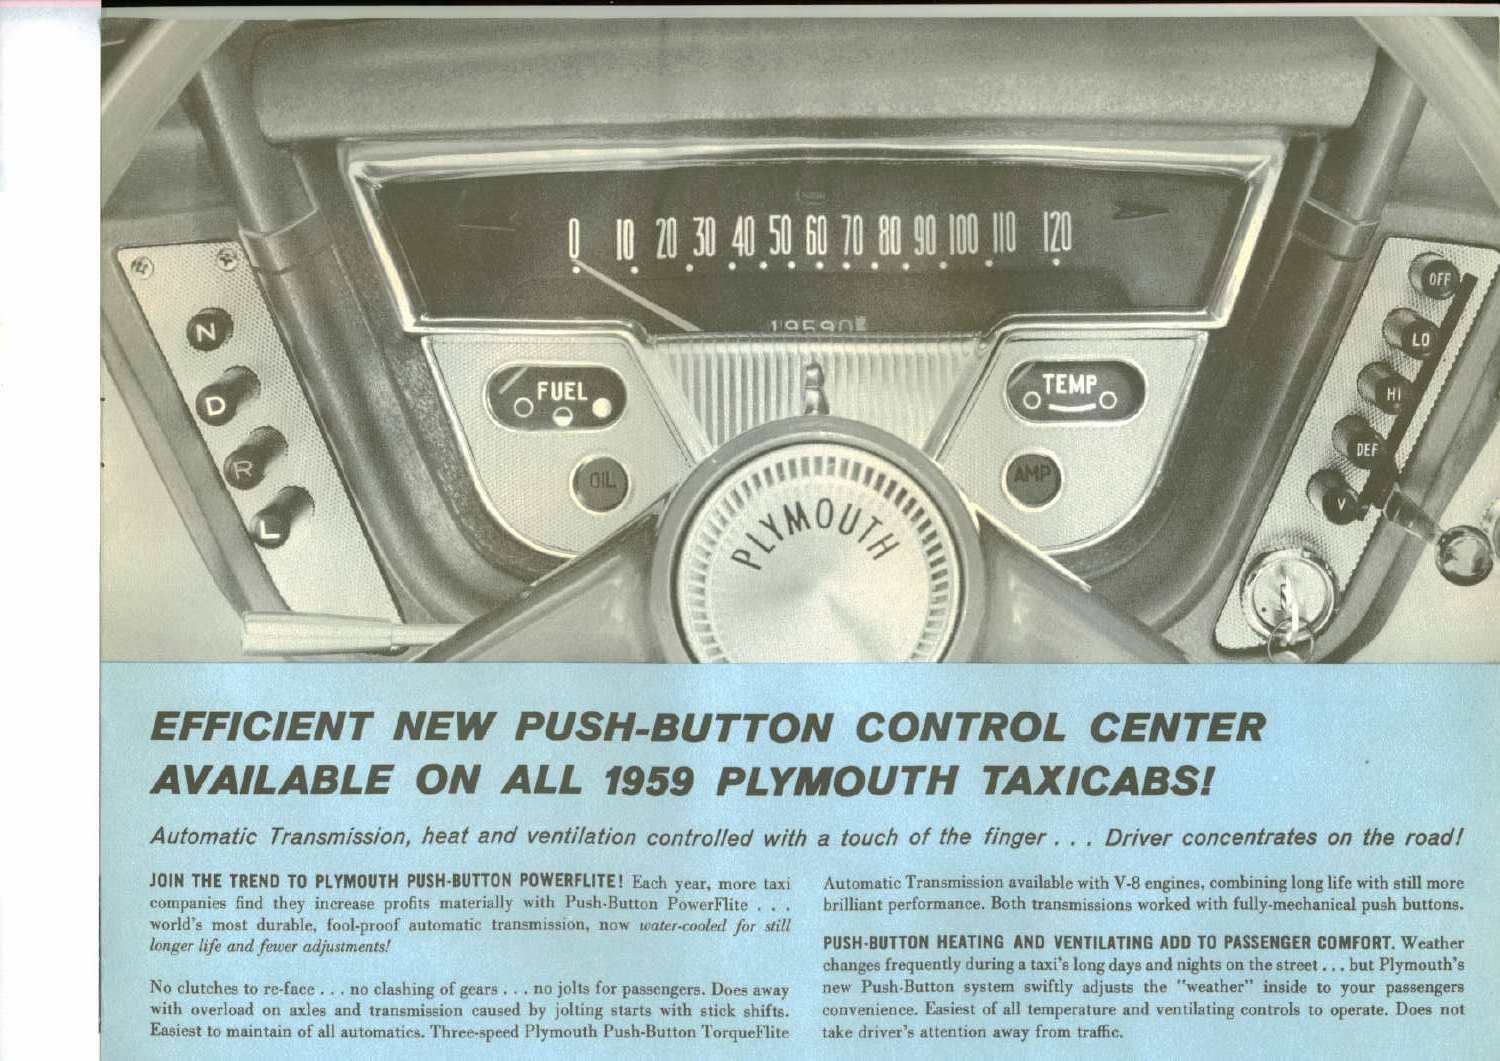 0 10 20 30 40 50 60 70 80 90 100 110 120
19590
N
D
R
L
FUEL
OIL
TEMP
AMP
OFF
LO
HI
DEF
V
PLYMOUTH
EFFICIENT NEW PUSH-BUTTON CONTROL CENTER
AVAILABLE ON ALL 1959 PLYMOUTH TAXICABS!
Automatic Transmission, heat and ventilation controlled with a touch of the finger . . . Driver concentrates on the road!
JOIN THE TREND TO PLYMOUTH PUSH-BUTTON POWERFLITE! Each year, more taxi
companies find they increase profits materially with Push-Button PowerFlite . . .
world's most durable, fool-proof automatic transmission, now water-cooled for still
longer life and fewer adjustments!
No clutches to re-face . . . no clashing of gears . . . no jolts for passengers. Does away
with overload on axles and transmission caused by jolting starts with stick shifts.
Easiest to maintain of all automatics. Three-speed Plymouth Push-Button TorqueFlite
Automatic Transmission available with V-8 engines, combining long life with still more
brilliant performance. Both transmissions worked with fully-mechanical push buttons.
PUSH-BUTTON HEATING AND VENTILATING ADD TO PASSENGER COMFORT. Weather
changes frequently during a taxi's long days and nights on the street . . . but Plymouth's
new Push-Button system swiftly adjusts the "weather" inside to your passengers
convenience. Easiest of all temperature and ventilating controls to operate. Does not
take driver's attention away from traffic.